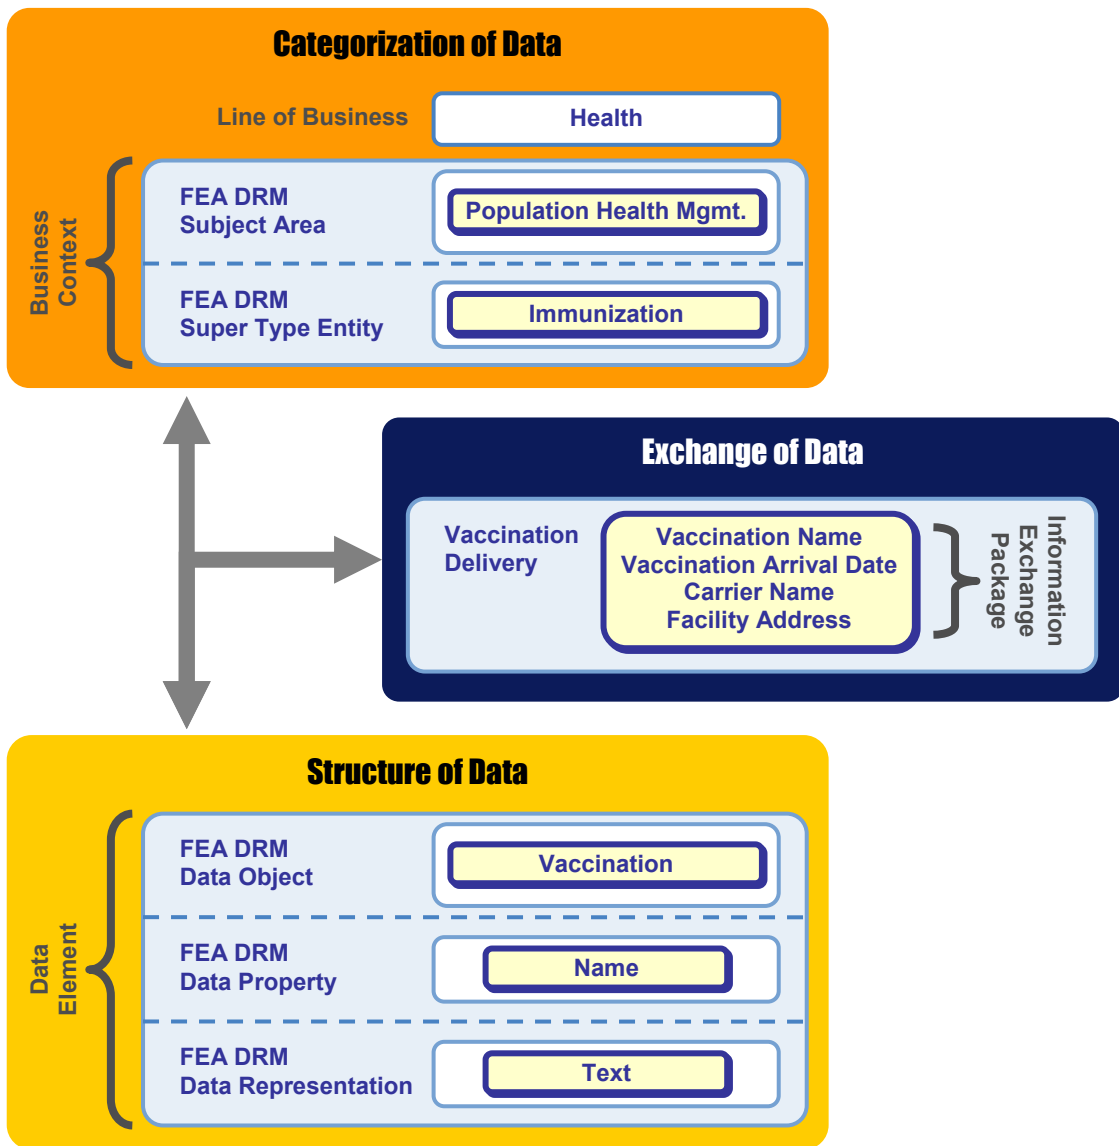 Categorization of Data
Line of Business
Health
Business
Context
FEA DRM
Subject Area
Population Health Mgmt.
FEA DRM
Super Type Entity
Immunization
Exchange of Data
Vaccination
Delivery
Vaccination Name
Vaccination Arrival Date
Carrier Name
Facility Address
Information
Exchange
Package
Structure of Data
Data
Element
FEA DRM
Data Object
Vaccination
FEA DRM
Data Property
Name
FEA DRM
Data Representation
Text